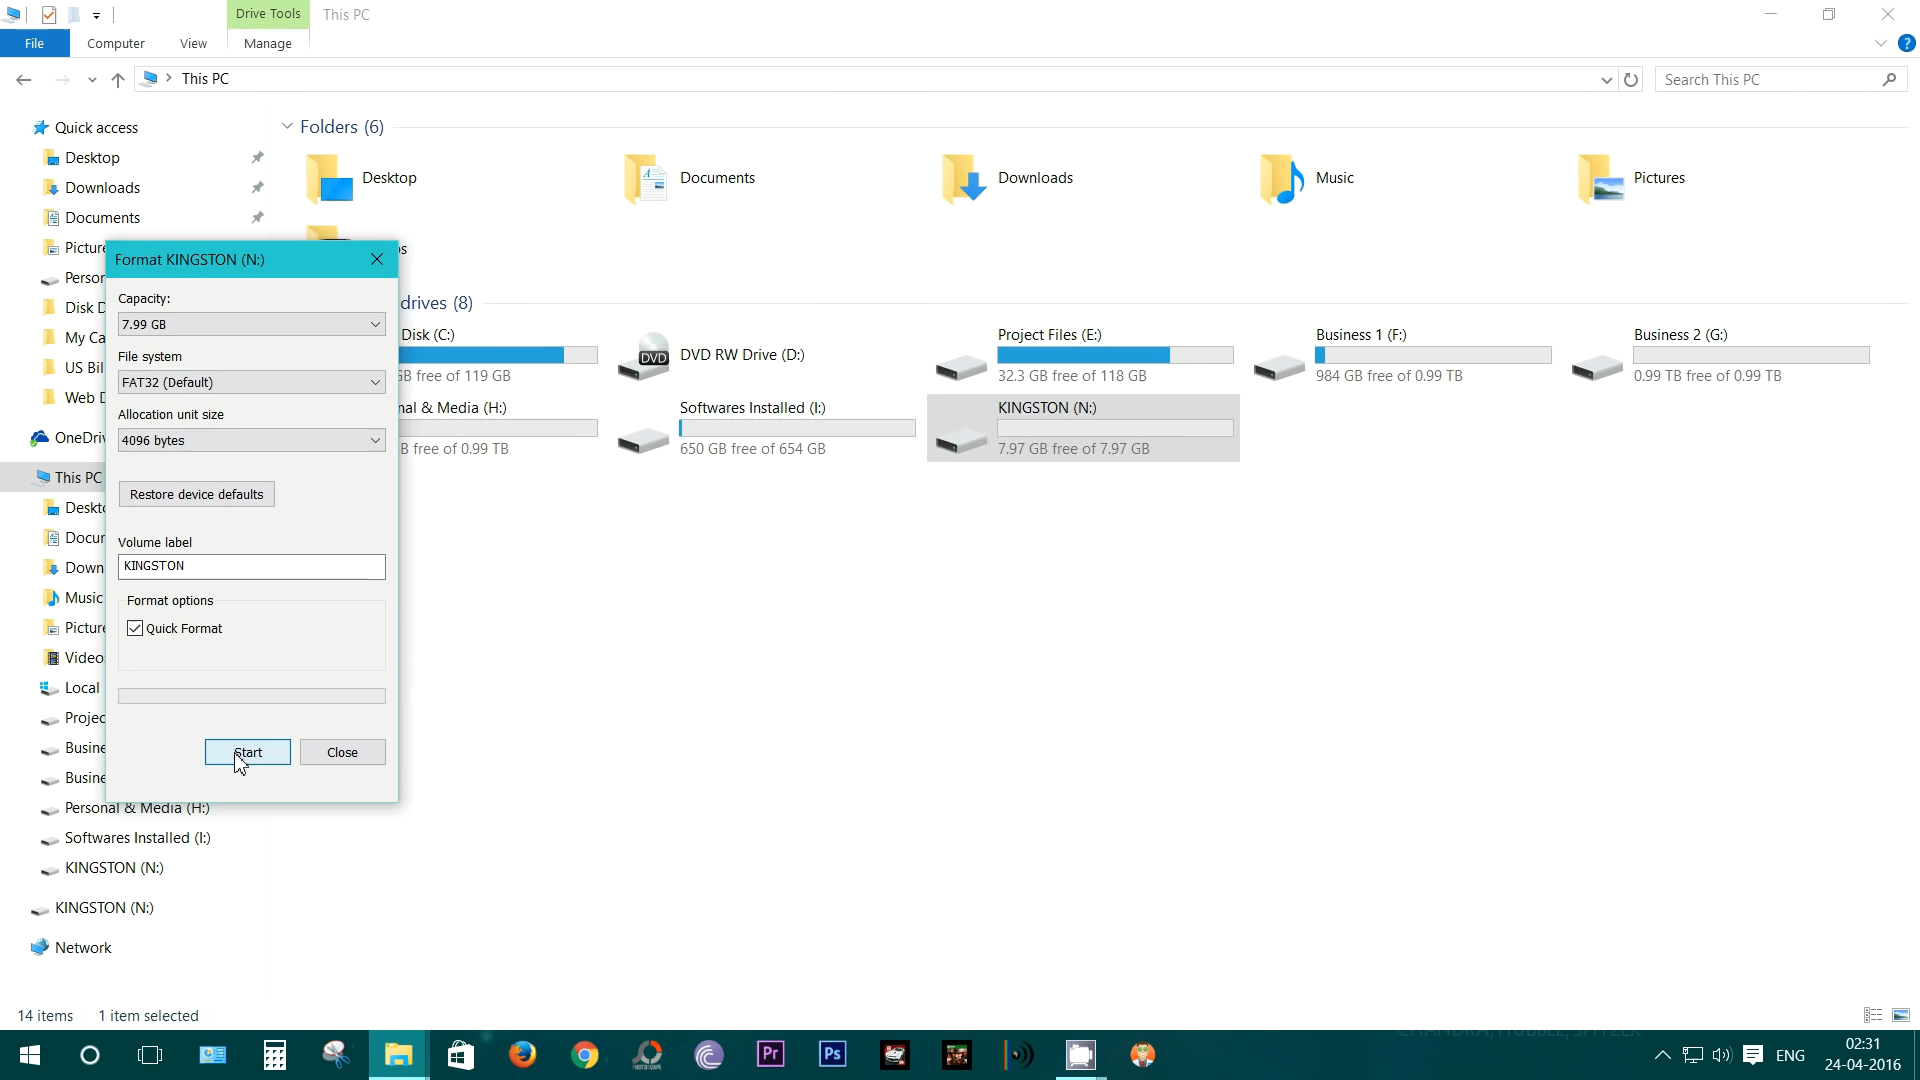 Drive Tools
This PC
File
Computer
View
Manage
This PC
Search This PC
Quick access
Desktop
Downloads
Documents
Folders (6)
Desktop
Documents
Downloads
Music
Pictures
Format KINGSTON (N:)
Capacity:
7.99 GB
File system
FAT32 (Default)
Allocation unit size
4096 bytes
Restore device defaults
Volume label
KINGSTON
Format options
Quick Format
Start
Close
drives (8)
Disk (C:)
GB free of 119 GB
DVD RW Drive (D:)
Project Files (E:)
32.3 GB free of 118 GB
Business 1 (F:)
984 GB free of 0.99 TB
Business 2 (G:)
0.99 TB free of 0.99 TB
nal & Media (H:)
B free of 0.99 TB
Softwares Installed (I:)
650 GB free of 654 GB
KINGSTON (N:)
7.97 GB free of 7.97 GB
Picture
Person
Disk D
My Ca
US Bil
Web D
OneDriv
This PC
Deskto
Docun
Down
Music
Picture
Video
Local
Projec
Busine
Busine
Personal & Media (H:)
Softwares Installed (I:)
KINGSTON (N:)
KINGSTON (N:)
Network
14 items
1 item selected
DVD
Pr
Ps
ENG
02:31
24-04-2016